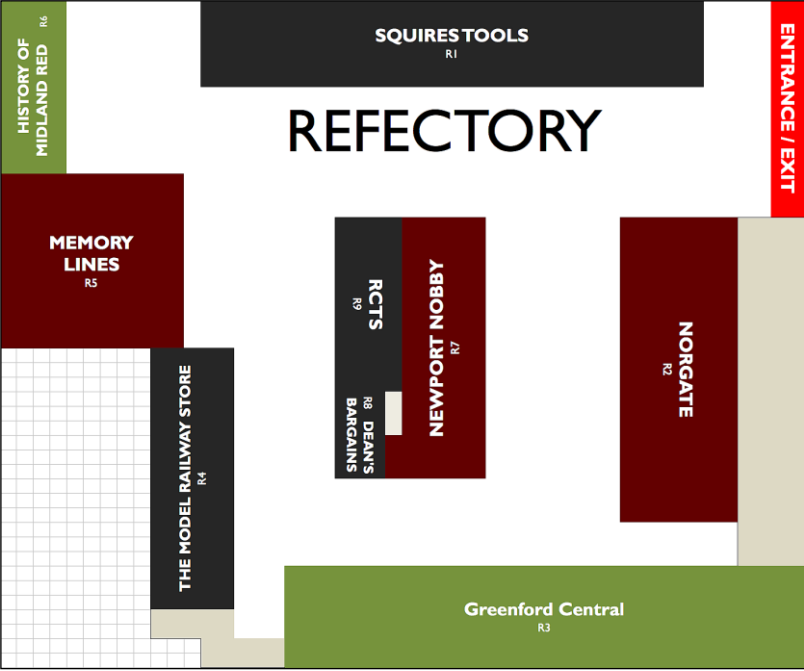 HISTORY OF
MIDLAND RED
R6
SQUIRES TOOLS
R1
ENTRANCE / EXIT
REFECTORY
MEMORY
LINES
R5
RCTS
R9
NEWPORT NOBBY
R7
NORGATE
R2
R8 DEAN'S
BARGAINS
THE MODEL RAILWAY STORE
R4
Greenford Central
R3